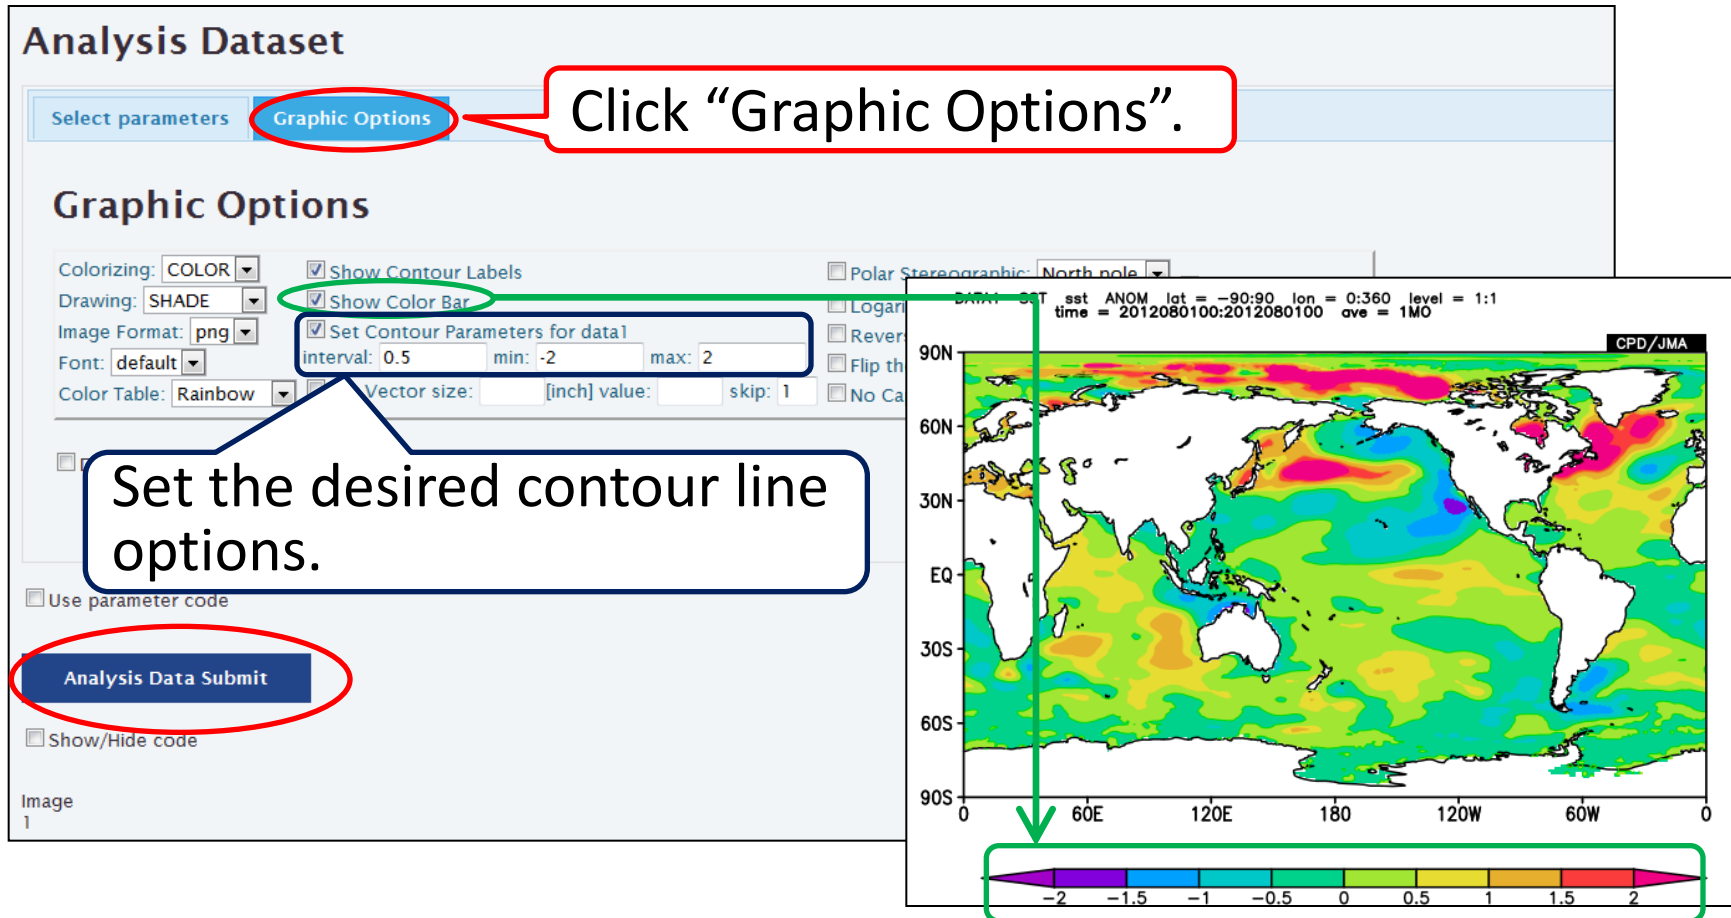 Analysis Dataset
Select parameters
Graphic Options
Click “Graphic Options”.
Graphic Options
Colorizing: COLOR
Show Contour Labels
Polar Stereographic: North pole
Drawing: SHADE
Show Color Bar
Image Format: png
Set Contour Parameters for data1
Font: default
interval: 0.5 min: -2 max: 2
Flip th
Color Table: Rainbow
Vector size: [inch] value: skip: 1
No Ca
Set the desired contour line
options.
Use parameter code
Analysis Data Submit
Show/Hide code
Image
1
DATA1 SST sst ANOM lat = -90:90 lon = 0:360 level = 1:1
time = 2012080100:2012080100 ave = 1MO
CPD/JMA
90N
60N
30N
EQ
30S
60S
90S
0 60E 120E 180 120W 60W 0
-2 -1.5 -1 -0.5 0 0.5 1 1.5 2